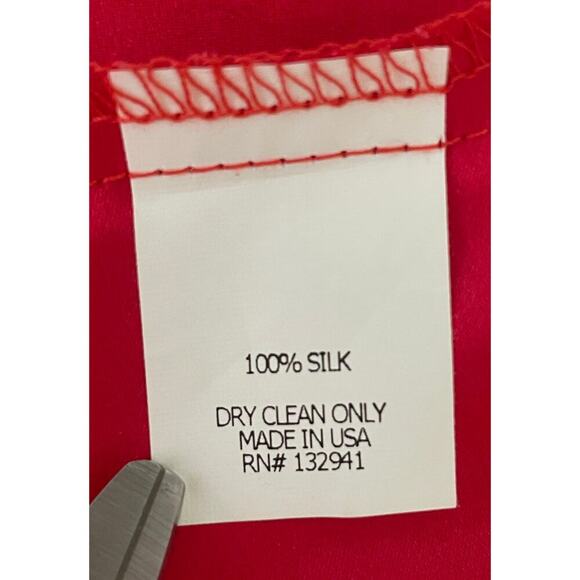 100% SILK
DRY CLEAN ONLY
MADE IN USA
RN# 132941